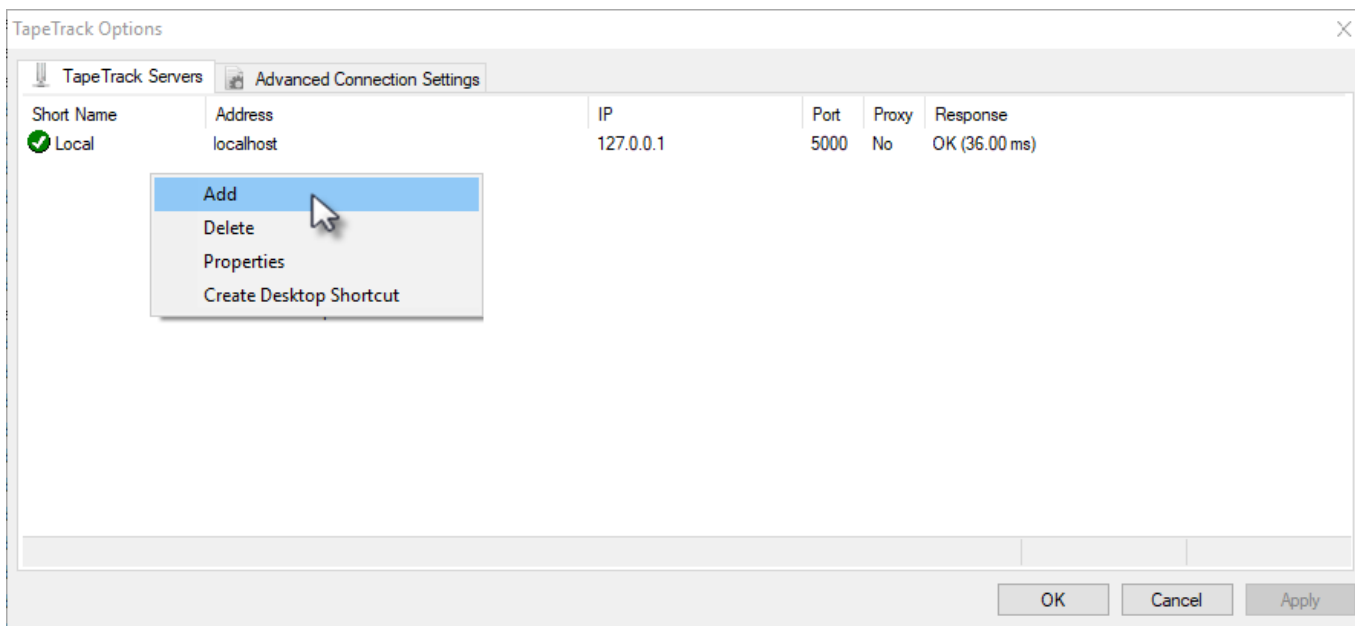 TapeTrack Options
TapeTrack Servers Advanced Connection Settings
Short Name Address IP Port Proxy Response
Local localhost 127.0.0.1 5000 No OK (36.00 ms)
Add
Delete
Properties
Create Desktop Shortcut
OK Cancel Apply